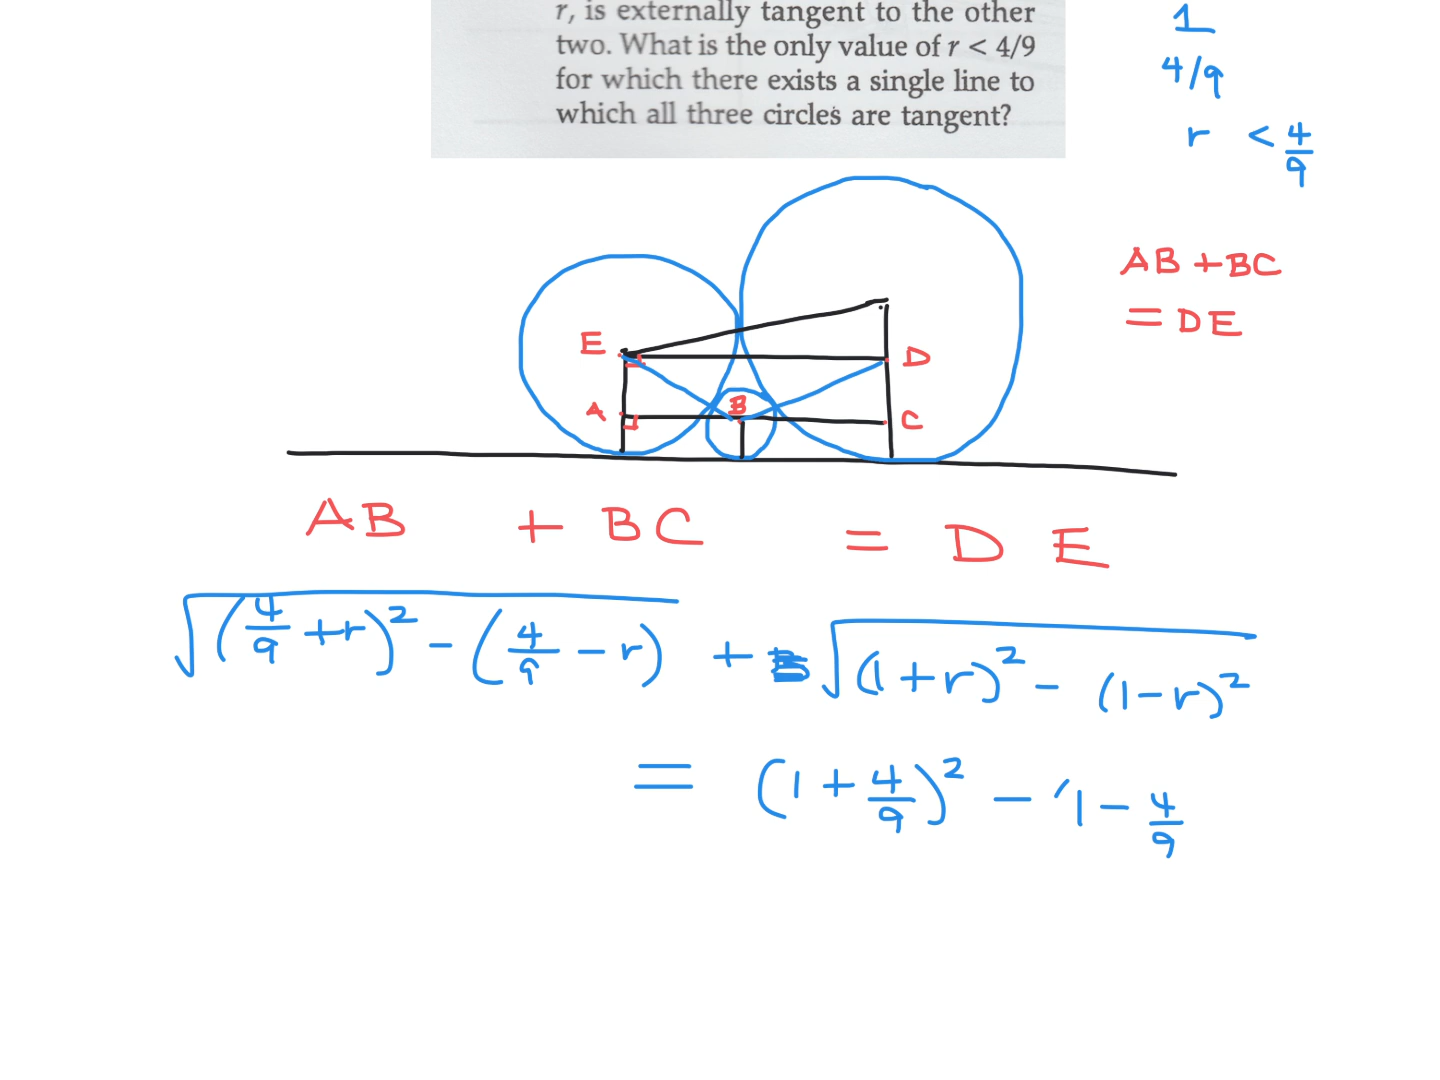 r, is externally tangent to the other
two. What is the only value of r < 4/9
for which there exists a single line to
which all three circles are tangent?
1
4/9
r < 4/9
AB + BC
= DE
E
D
A
B
C
AB + BC = DE
√((4/9 + r)² - (4/9 - r) + √((1 + r)² - (1 - r)²
= (1 + 4/9)² - '1 - 4/9